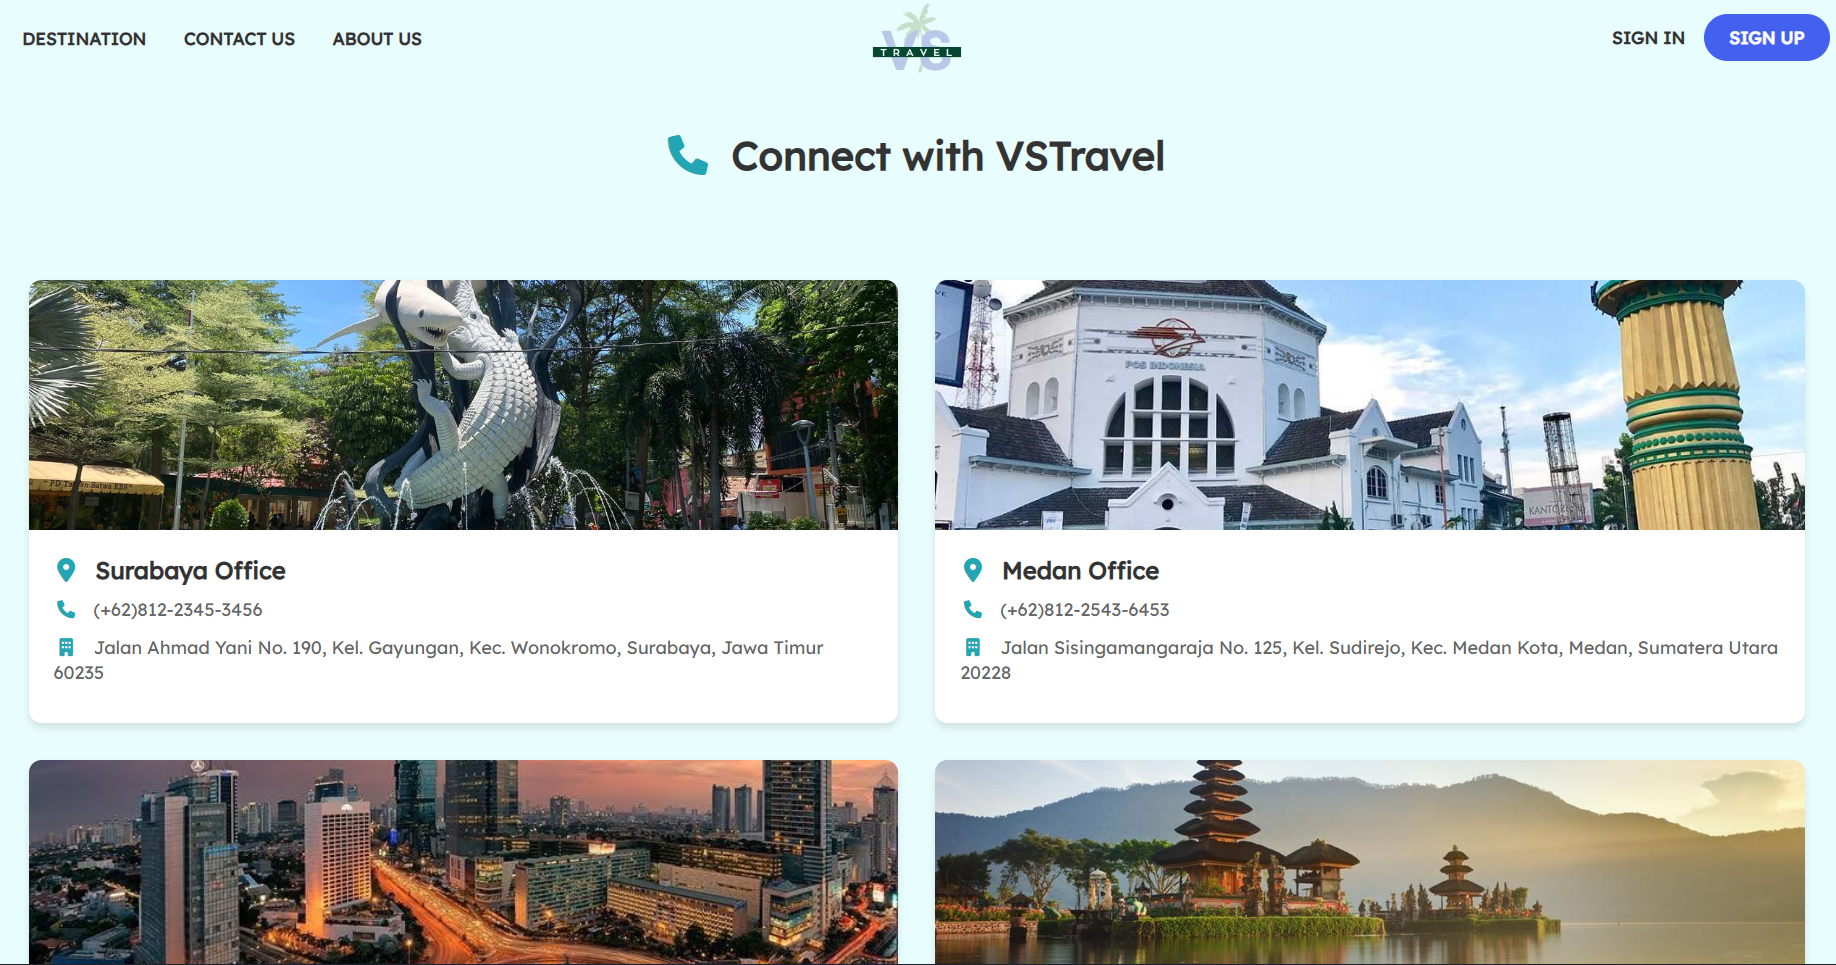 DESTINATION CONTACT US ABOUT US
VS
TRAVEL
SIGN IN SIGN UP
Connect with VSTravel
POS INDONESIA
Surabaya Office
(+62)812-2345-3456
Jalan Ahmad Yani No. 190, Kel. Gayungan, Kec. Wonokromo, Surabaya, Jawa Timur
60235
Medan Office
(+62)812-2543-6453
Jalan Sisingamangaraja No. 125, Kel. Sudirejo, Kec. Medan Kota, Medan, Sumatera Utara
20228